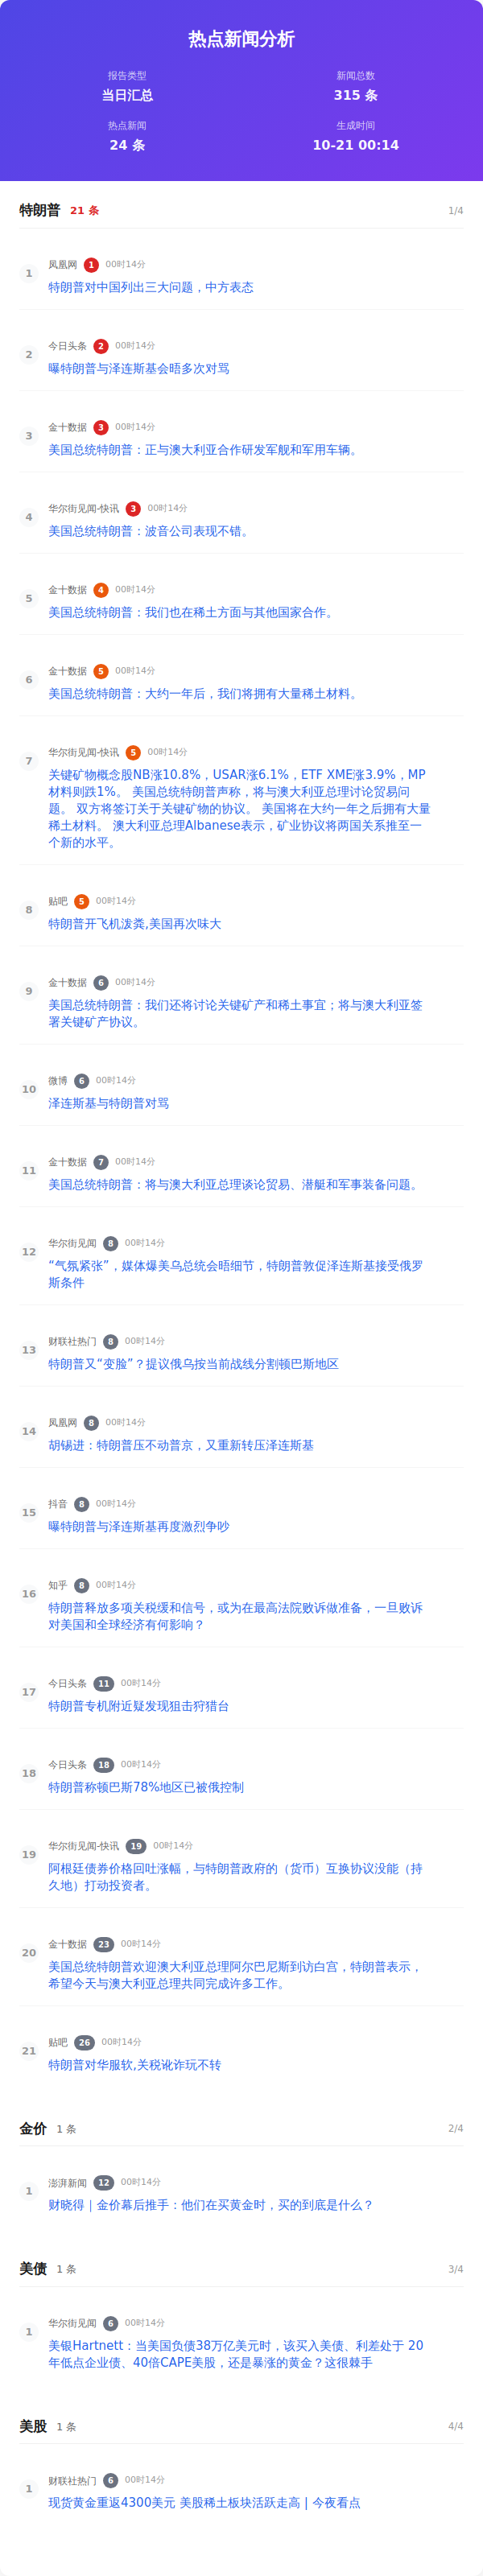 热点新闻分析
报告类型
新闻总数
当日汇总
315 条
热点新闻
生成时间
24 条
10-21 00:14
特朗普 21 条 1/4
1
凤凰网 1 00时14分
特朗普对中国列出三大问题，中方表态
2
今日头条 2 00时14分
曝特朗普与泽连斯基会晤多次对骂
3
金十数据 3 00时14分
美国总统特朗普：正与澳大利亚合作研发军舰和军用车辆。
4
华尔街见闻-快讯 3 00时14分
美国总统特朗普：波音公司表现不错。
5
金十数据 4 00时14分
美国总统特朗普：我们也在稀土方面与其他国家合作。
6
金十数据 5 00时14分
美国总统特朗普：大约一年后，我们将拥有大量稀土材料。
7
华尔街见闻-快讯 5 00时14分
关键矿物概念股NB涨10.8%，USAR涨6.1%，ETF XME涨3.9%，MP
材料则跌1%。 美国总统特朗普声称，将与澳大利亚总理讨论贸易问
题。 双方将签订关于关键矿物的协议。 美国将在大约一年之后拥有大量
稀土材料。 澳大利亚总理Albanese表示，矿业协议将两国关系推至一
个新的水平。
8
贴吧 5 00时14分
特朗普开飞机泼粪,美国再次味大
9
金十数据 6 00时14分
美国总统特朗普：我们还将讨论关键矿产和稀土事宜；将与澳大利亚签
署关键矿产协议。
10
微博 6 00时14分
泽连斯基与特朗普对骂
11
金十数据 7 00时14分
美国总统特朗普：将与澳大利亚总理谈论贸易、潜艇和军事装备问题。
12
华尔街见闻 8 00时14分
“气氛紧张”，媒体爆美乌总统会晤细节，特朗普敦促泽连斯基接受俄罗
斯条件
13
财联社热门 8 00时14分
特朗普又“变脸”？提议俄乌按当前战线分割顿巴斯地区
14
凤凰网 8 00时14分
胡锡进：特朗普压不动普京，又重新转压泽连斯基
15
抖音 8 00时14分
曝特朗普与泽连斯基再度激烈争吵
16
知乎 8 00时14分
特朗普释放多项关税缓和信号，或为在最高法院败诉做准备，一旦败诉
对美国和全球经济有何影响？
17
今日头条 11 00时14分
特朗普专机附近疑发现狙击狩猎台
18
今日头条 18 00时14分
特朗普称顿巴斯78%地区已被俄控制
19
华尔街见闻-快讯 19 00时14分
阿根廷债券价格回吐涨幅，与特朗普政府的（货币）互换协议没能（持
久地）打动投资者。
20
金十数据 23 00时14分
美国总统特朗普欢迎澳大利亚总理阿尔巴尼斯到访白宫，特朗普表示，
希望今天与澳大利亚总理共同完成许多工作。
21
贴吧 26 00时14分
特朗普对华服软,关税讹诈玩不转
金价 1 条 2/4
1
澎湃新闻 12 00时14分
财晓得｜金价幕后推手：他们在买黄金时，买的到底是什么？
美债 1 条 3/4
1
华尔街见闻 6 00时14分
美银Hartnett：当美国负债38万亿美元时，该买入美债、利差处于 20
年低点企业债、40倍CAPE美股，还是暴涨的黄金？这很棘手
美股 1 条 4/4
1
财联社热门 6 00时14分
现货黄金重返4300美元 美股稀土板块活跃走高 | 今夜看点